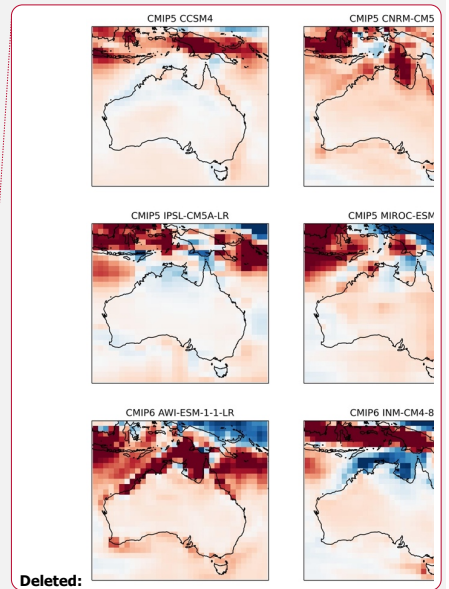 CMIP5 CCSM4
CMIP5 CNRM-CM5
CMIP5 IPSL-CM5A-LR
CMIP5 MIROC-ESM
CMIP6 AWI-ESM-1-1-LR
CMIP6 INM-CM4-8
Deleted: